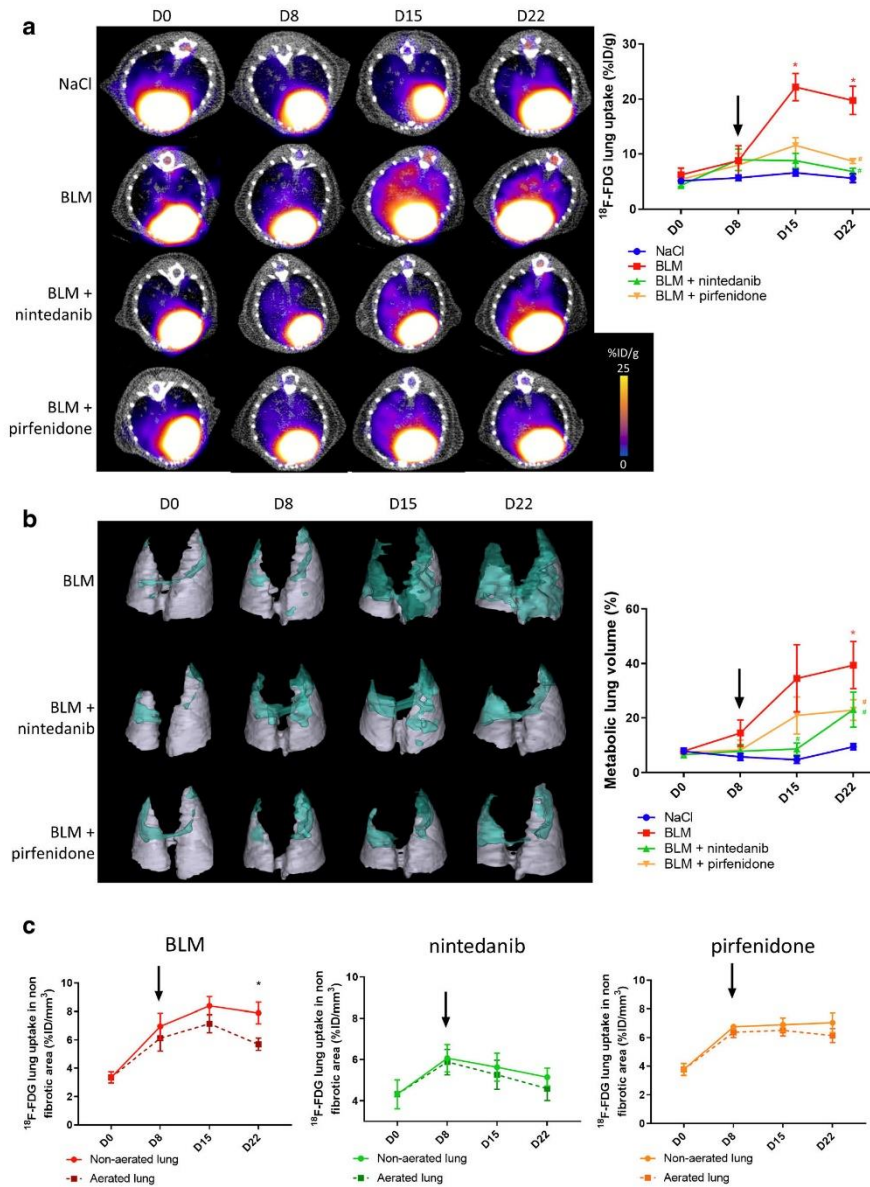 a
D0 D8 D15 D22
NaCl
BLM
BLM +
nintedanib
BLM +
pirfenidone
%ID/g
25
0
18F-FDG lung uptake (%ID/g)
30
20
10
0
*
*
#
#
D0 D8 D15 D22
NaCl
BLM
BLM + nintedanib
BLM + pirfenidone
b
D0 D8 D15 D22
BLM
BLM +
nintedanib
BLM +
pirfenidone
Metabolic lung volume (%)
60
40
20
0
*
#
#
#
D0 D8 D15 D22
NaCl
BLM
BLM + nintedanib
BLM + pirfenidone
c
BLM
18F-FDG lung uptake in non
fibrotic area (%ID/mm3)
10
8
6
4
2
0
*
D0 D8 D15 D22
Non-aerated lung
Aerated lung
nintedanib
18F-FDG lung uptake in non
fibrotic area (%ID/mm3)
8
6
4
2
0
D0 D8 D15 D22
Non-aerated lung
Aerated lung
pirfenidone
18F-FDG lung uptake in non
fibrotic area (%ID/mm3)
10
8
6
4
2
0
D0 D8 D15 D22
Non-aerated lung
Aerated lung